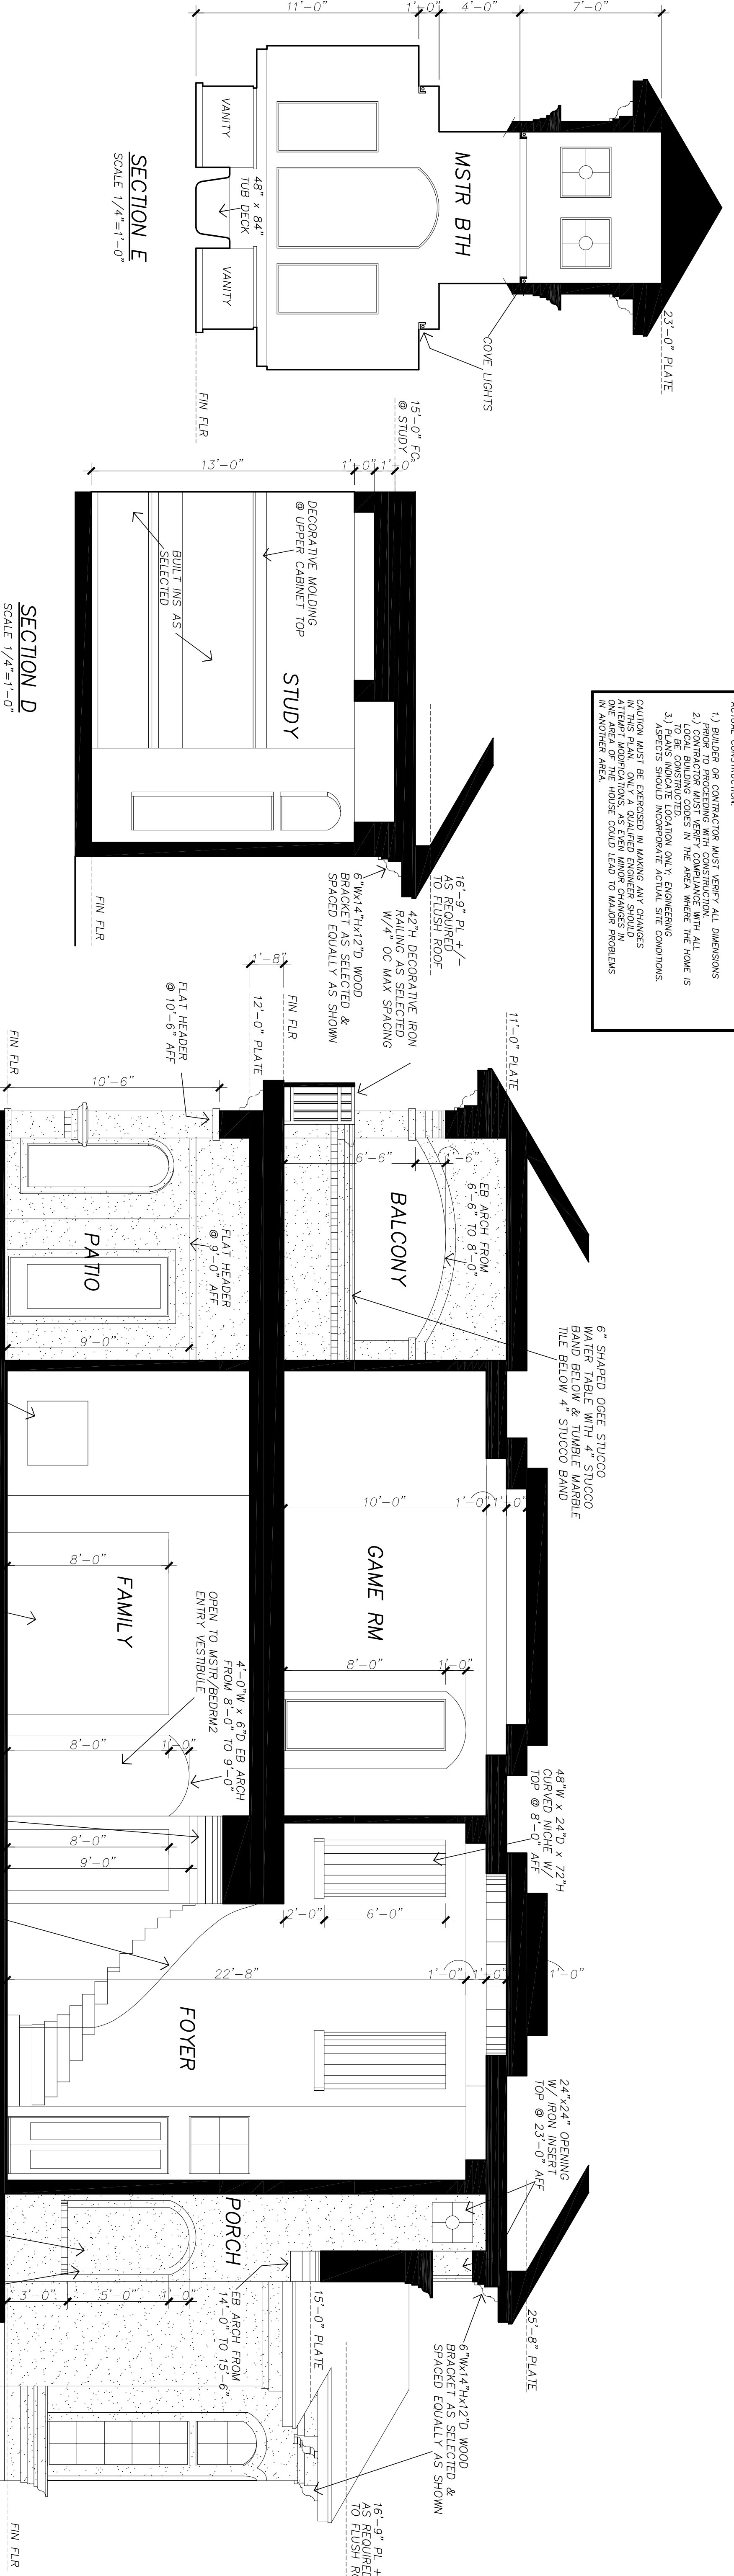 11'-0"
1'-0"
4'-0"
7'-0"
VANITY
48" x 84"
TUB DECK
VANITY
MSTR BTH
COVE LIGHTS
23'-0" PLATE
FIN FLR
SECTION E
SCALE 1/4"=1'-0"
15'-0" FC
@ STUDY
13'-0"
1'-0"
1'-0"
DECORATIVE MOLDING
@ UPPER CABINET TOP
BUILT INS AS
SELECTED
STUDY
FIN FLR
16'-9" PL +/-
AS REQUIRED
TO FLUSH ROOF
6"Wx14"Hx12"D WOOD
BRACKET AS SELECTED &
SPACED EQUALLY AS SHOWN
SECTION D
SCALE 1/4"=1'-0"
ACTUAL CONSTRUCTION.
1.) BUILDER OR CONTRACTOR MUST VERIFY ALL DIMENSIONS
PRIOR TO PROCEEDING WITH CONSTRUCTION.
2.) CONTRACTOR MUST VERIFY COMPLIANCE WITH ALL
LOCAL BUILDING CODES IN THE AREA WHERE THE HOME IS
TO BE CONSTRUCTED.
3.) PLANS INDICATE LOCATION ONLY; ENGINEERING
ASPECTS SHOULD INCORPORATE ACTUAL SITE CONDITIONS.
CAUTION MUST BE EXERCISED IN MAKING ANY CHANGES
IN THIS PLAN. ONLY A QUALIFIED ENGINEER SHOULD
ATTEMPT MODIFICATIONS, AS EVEN MINOR CHANGES IN
ONE AREA OF THE HOUSE COULD LEAD TO MAJOR PROBLEMS
IN ANOTHER AREA.
42"H DECORATIVE IRON
RAILING AS SELECTED
W/4" OC MAX SPACING
11'-0" PLATE
FIN FLR
1'-8"
12'-0" PLATE
FLAT HEADER
@ 10'-6" AFF
10'-6"
FIN FLR
6'-6"
1'-6"
EB ARCH FROM
6'-6" TO 8'-0"
BALCONY
6" SHAPED OGEE STUCCO
WATER TABLE WITH 4" STUCCO
BAND BELOW & TUMBLE MARBLE
TILE BELOW 4" STUCCO BAND
FLAT HEADER
@ 9'-0" AFF
PATIO
9'-0"
10'-0"
1'-0"
1'-0"
GAME RM
8'-0"
1'-0"
8'-0"
FAMILY
4'-0"W x 6"D EB ARCH
FROM 8'-0" TO 9'-0"
OPEN TO MSTR/BEDRM2
ENTRY VESTIBULE
8'-0"
1'-0"
8'-0"
9'-0"
48"W x 24"D x 72"H
CURVED NICHE W/
TOP @ 8'-0" AFF
2'-0"
6'-0"
22'-8"
1'-0"
1'-0"
1'-0"
FOYER
24"x24" OPENING
W/ IRON INSERT
TOP @ 23'-0" AFF
25'-8" PLATE
PORCH
3'-0"
5'-0"
1'-0"
EB ARCH FROM
14'-0" TO 15'-6"
15'-0" PLATE
6"Wx14"Hx12"D WOOD
BRACKET AS SELECTED &
SPACED EQUALLY AS SHOWN
16'-9" PL +
AS REQUIRED
TO FLUSH
FIN FLR